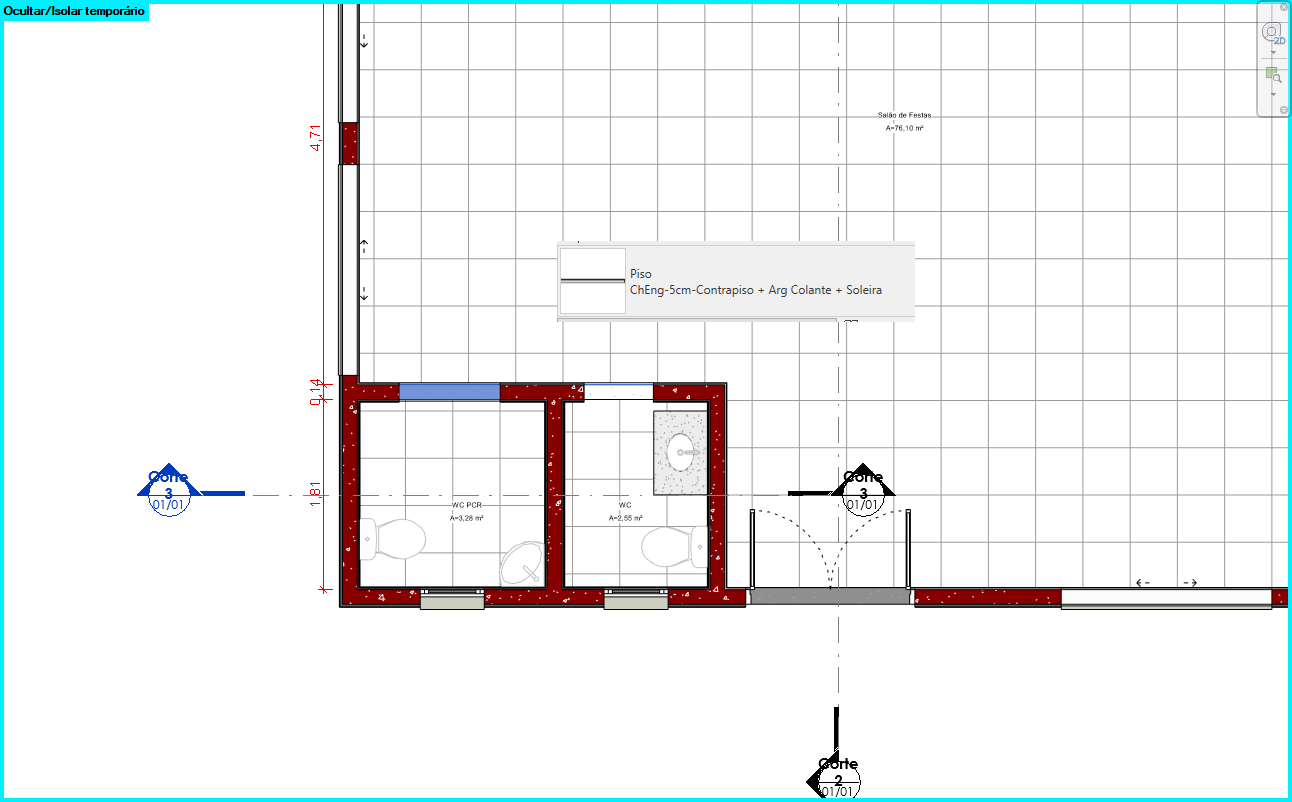 Ocultar/Isolar temporário
2D
4,71
Salão de Festas
A=76,10 m²
Piso
ChEng-5cm-Contrapiso + Arg Colante + Soleira
0,14
Corte
3
01/01
1,81
WC PCR
A=3,28 m²
WC
A=2,55 m²
Corte
3
01/01
Corte
2
01/01